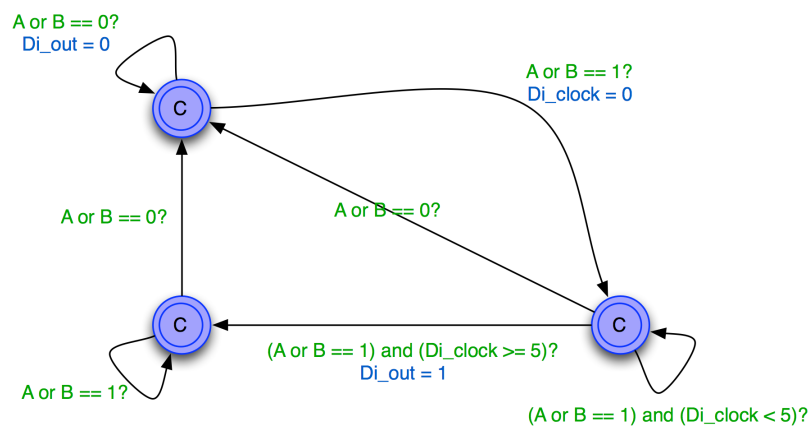 A or B == 0?
Di_out = 0
A or B == 1?
Di_clock = 0
C
A or B == 0?
A or B == 0?
C
C
(A or B == 1) and (Di_clock >= 5)?
Di_out = 1
A or B == 1?
(A or B == 1) and (Di_clock < 5)?